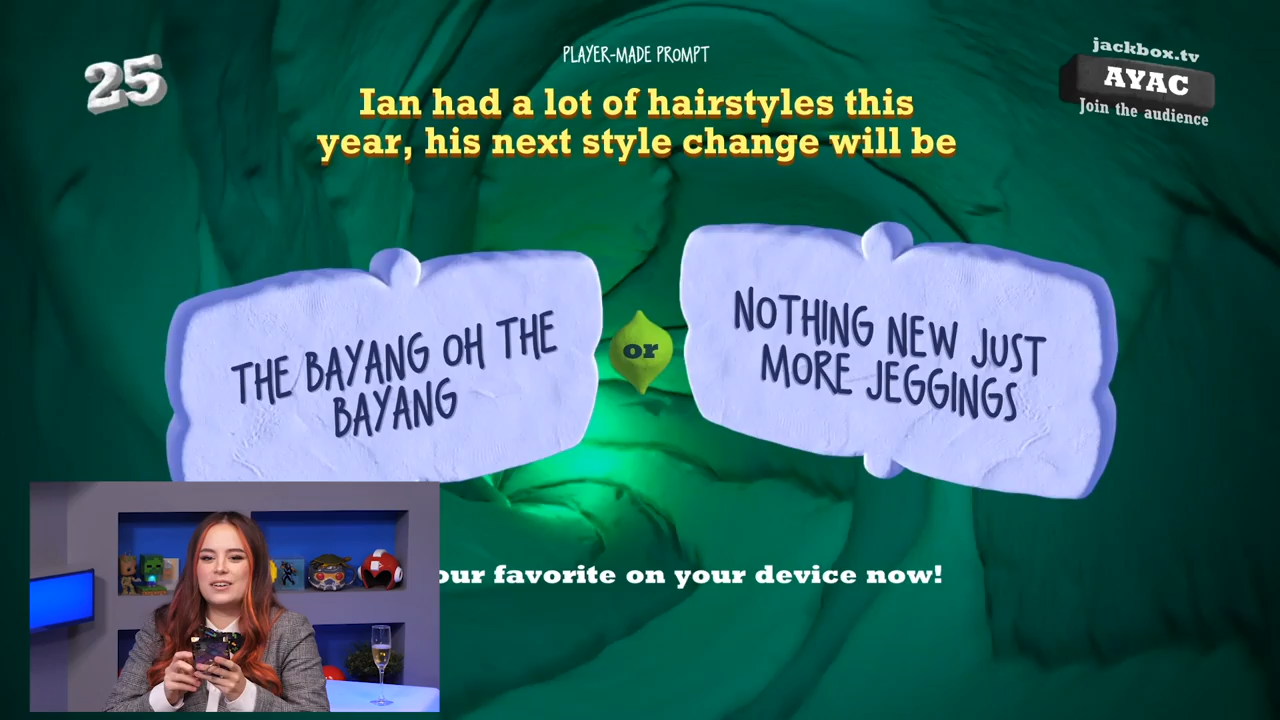 25
PLAYER-MADE PROMPT
Ian had a lot of hairstyles this
year, his next style change will be
jackbox.tv
AYAC
Join the audience
THE BAYANG OH THE
BAYANG
or
NOTHING NEW JUST
MORE JEGGINGS
favorite on your device now!